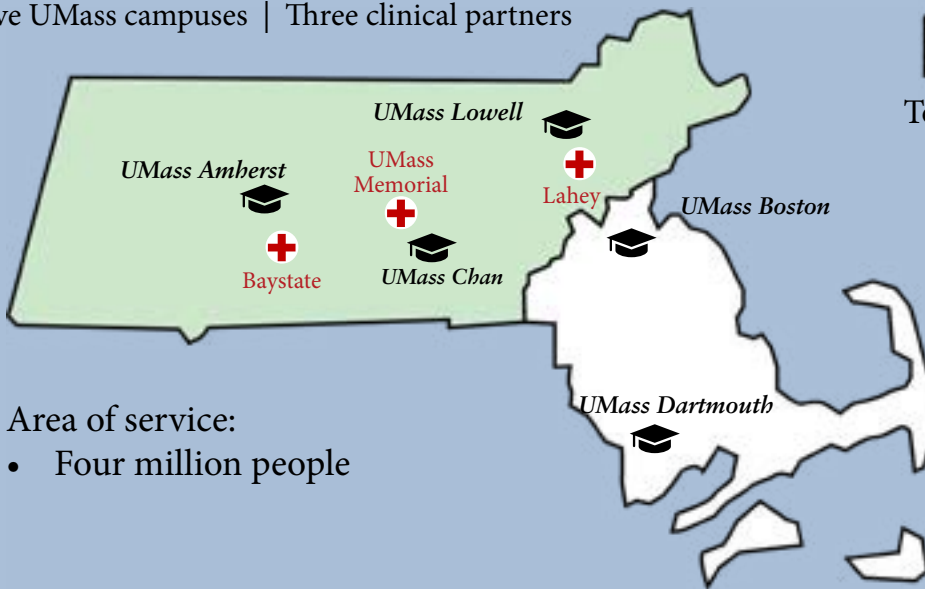 UMass campuses | Three clinical partners
UMass Lowell
UMass Amherst
UMass
Memorial
Lahey
UMass Boston
Baystate
UMass Chan
UMass Dartmouth
Area of service:
• Four million people